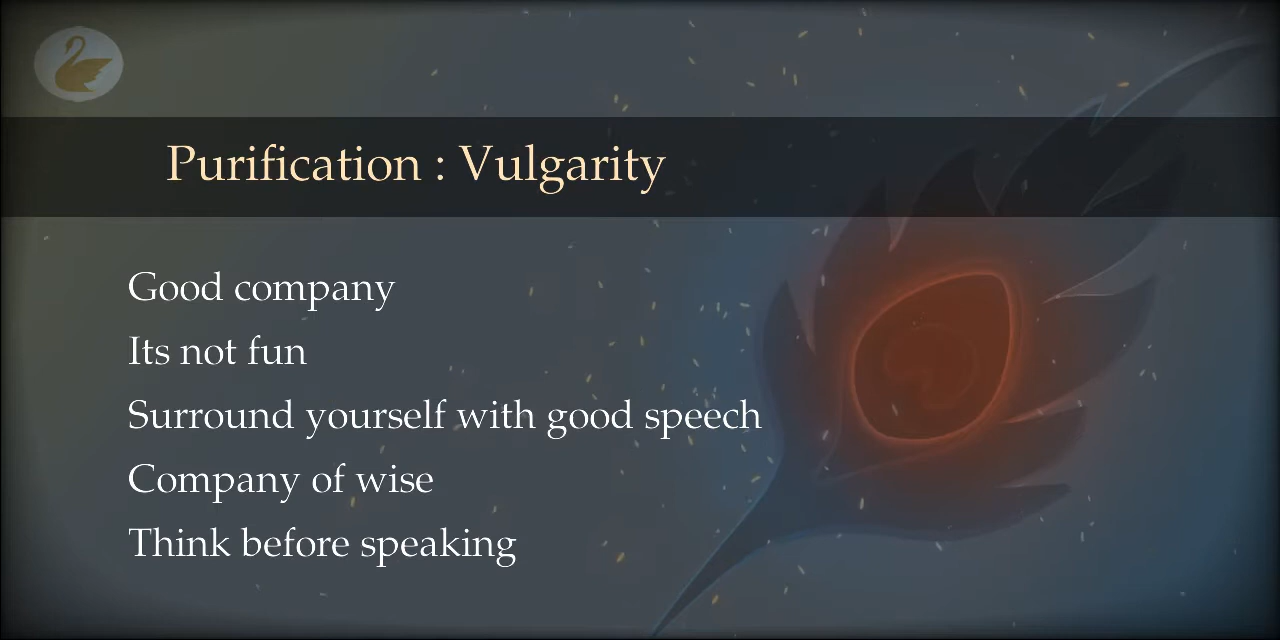 Purification : Vulgarity
Good company
Its not fun
Surround yourself with good speech
Company of wise
Think before speaking